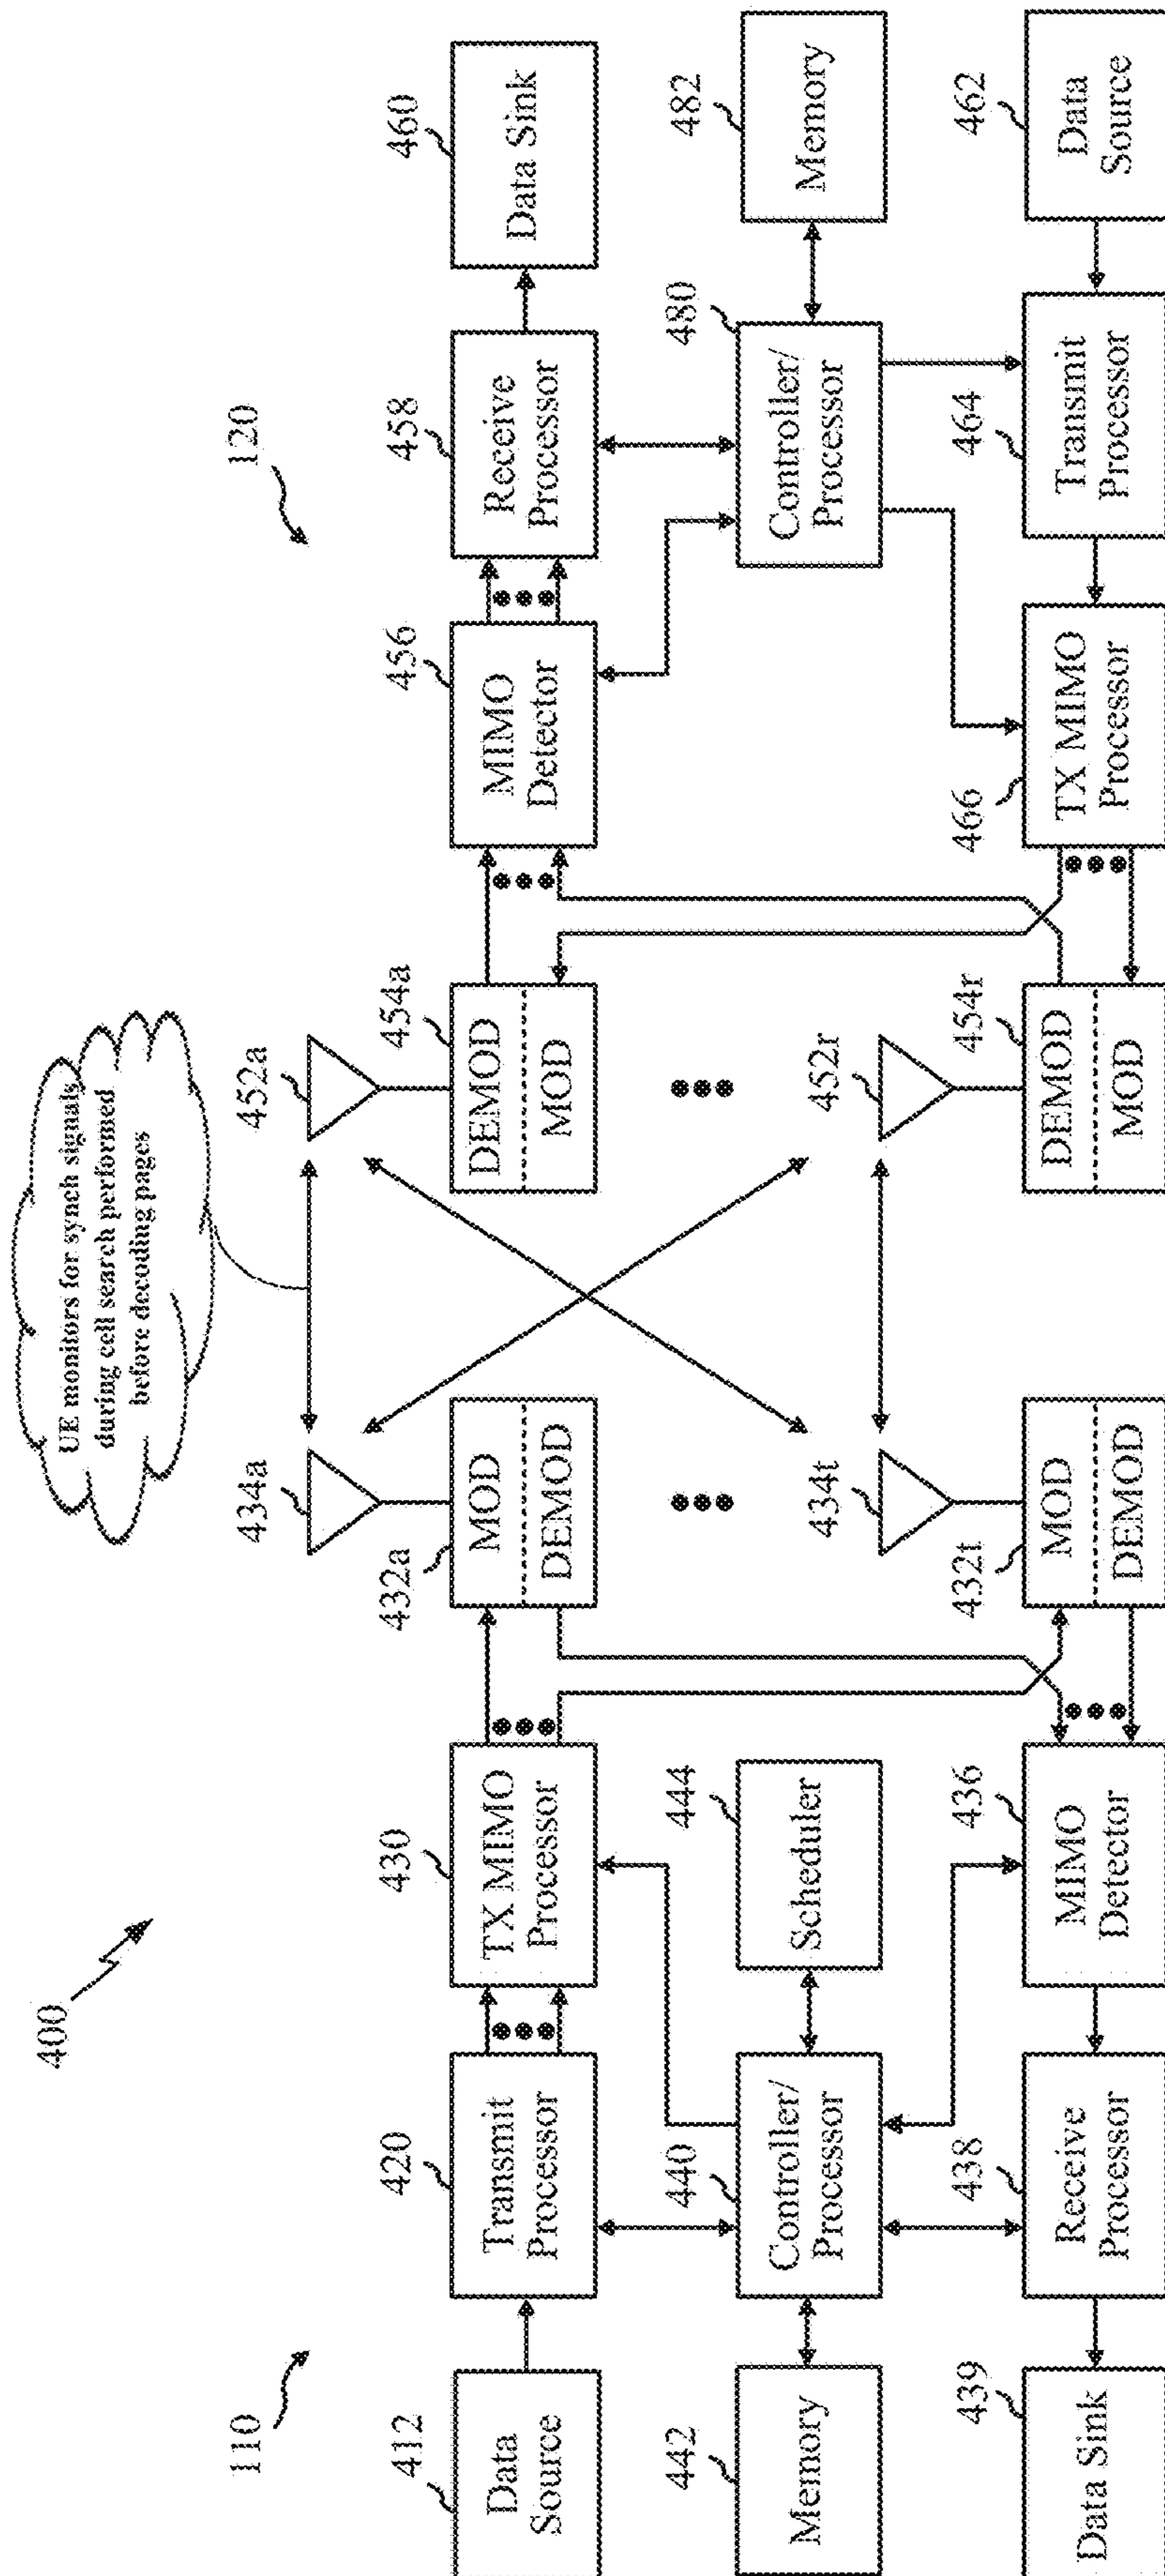 400
UE monitors for synch signals
during cell search performed
before decoding pages
110
120
412
Data
Source
420
Transmit
Processor
430
TX MIMO
Processor
432a
MOD
DEMOD
434a
452a
454a
DEMOD
MOD
456
MIMO
Detector
458
Receive
Processor
460
Data Sink
442
Memory
440
Controller/
Processor
444
Scheduler
480
Controller/
Processor
482
Memory
439
Data Sink
438
Receive
Processor
436
MIMO
Detector
432t
MOD
DEMOD
434t
452r
454r
DEMOD
MOD
466
TX MIMO
Processor
464
Transmit
Processor
462
Data
Source